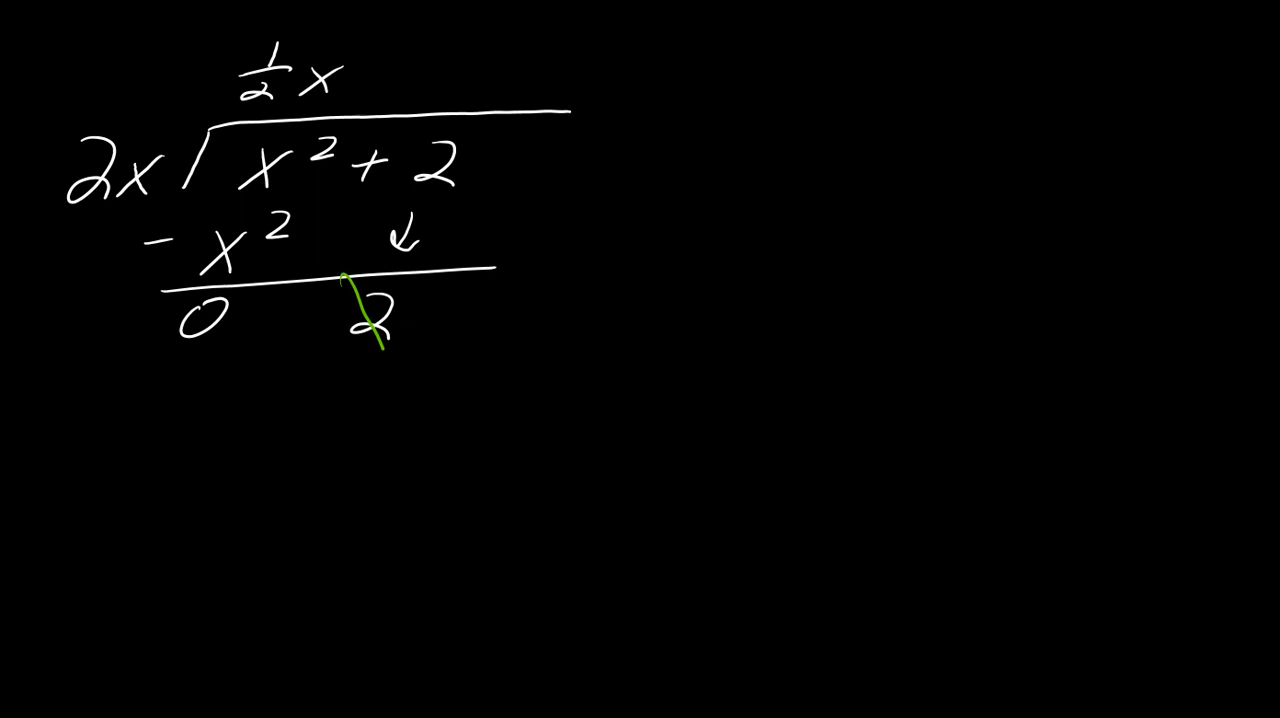 1/2 x
2x x² + 2
- x² ↓
0 2